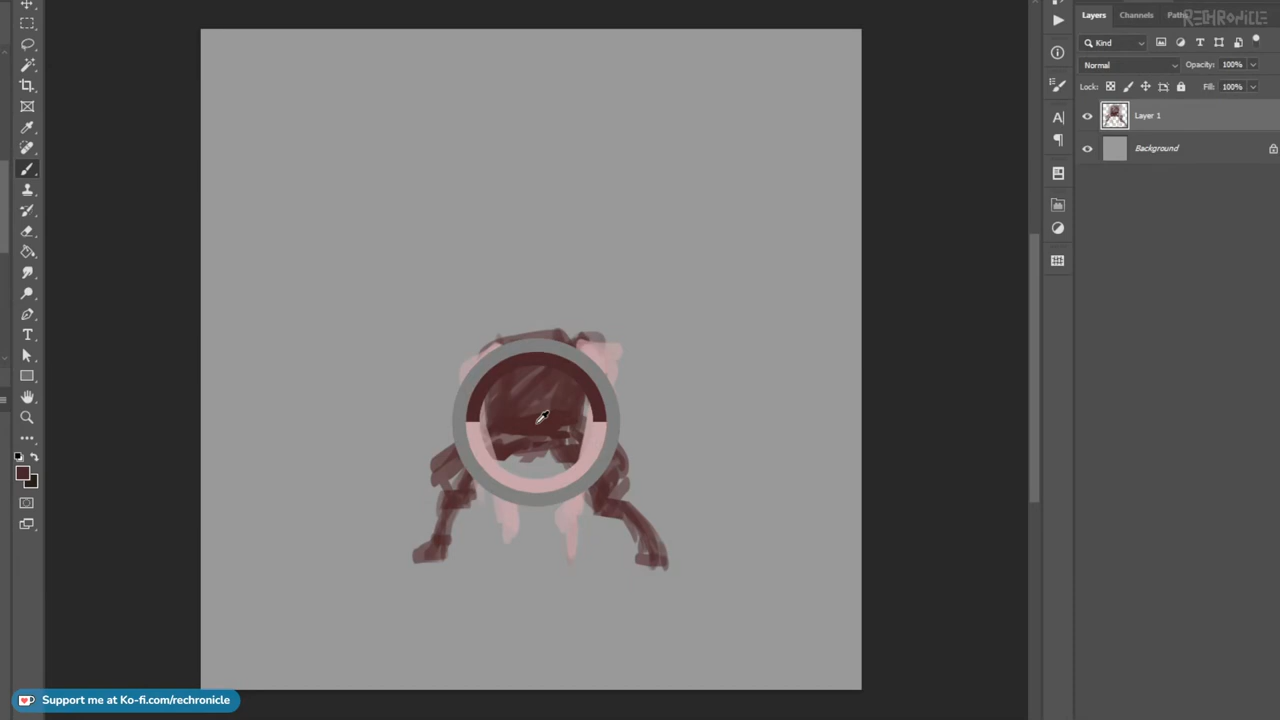 Layers Channels Paths
RECHRONICLE
Kind
Normal Opacity: 100%
Lock: Fill: 100%
Layer 1
Background
Support me at Ko-fi.com/rechronicle